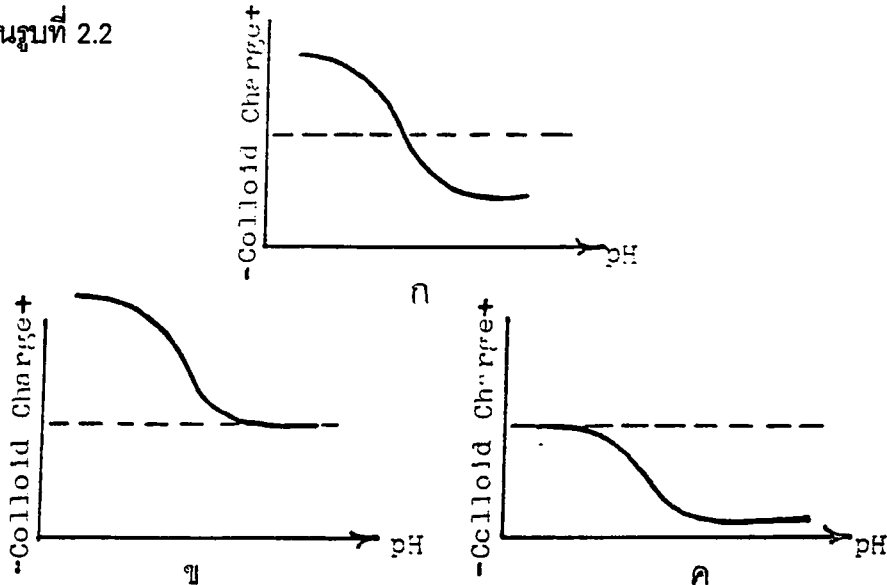 นรูปที่ 2.2
-Colloid Charge+
pH
ก
-Colloid Charge+
pH
ข
-Colloid Charge+
pH
ค